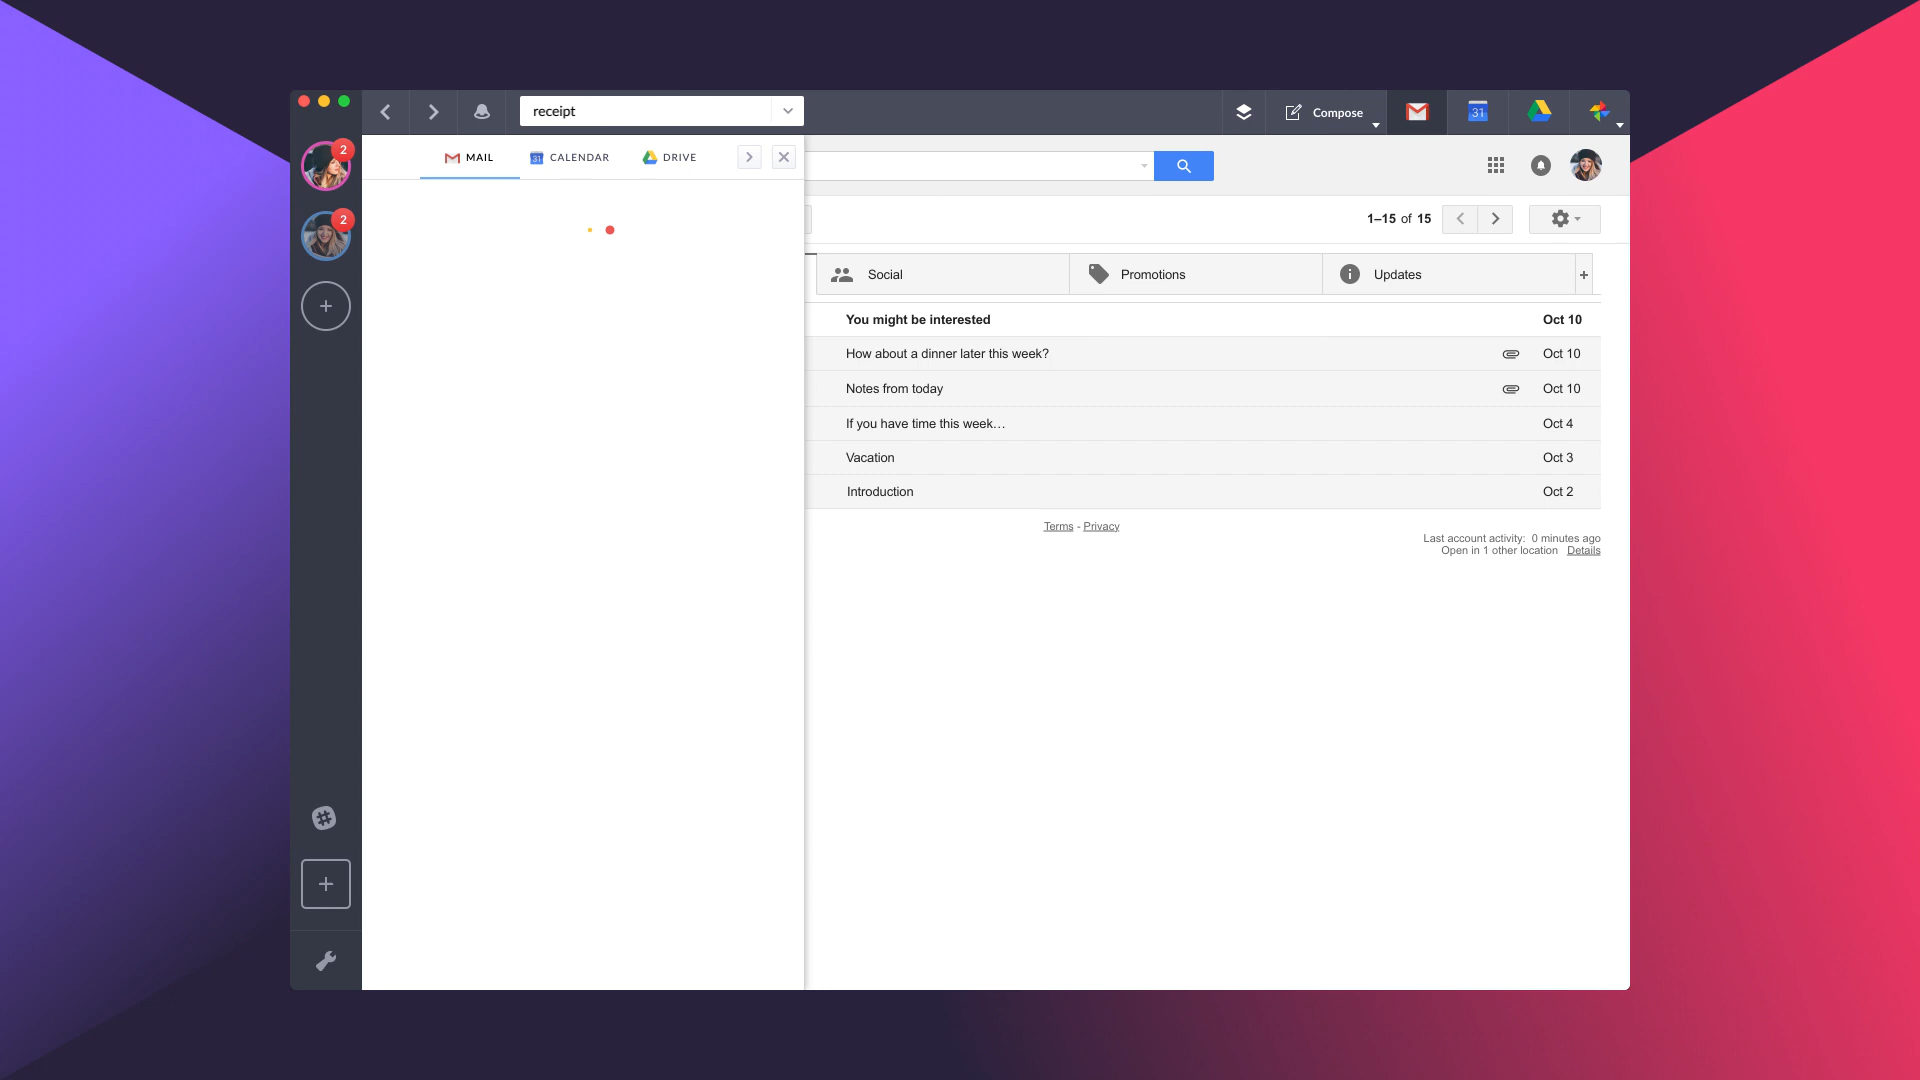 receipt
Compose
31
2
MAIL
31 CALENDAR
DRIVE
2
1–15 of 15
Social
Promotions
Updates
You might be interested Oct 10
How about a dinner later this week? Oct 10
Notes from today Oct 10
If you have time this week… Oct 4
Vacation Oct 3
Introduction Oct 2
Terms - Privacy
Last account activity: 0 minutes ago
Open in 1 other location Details